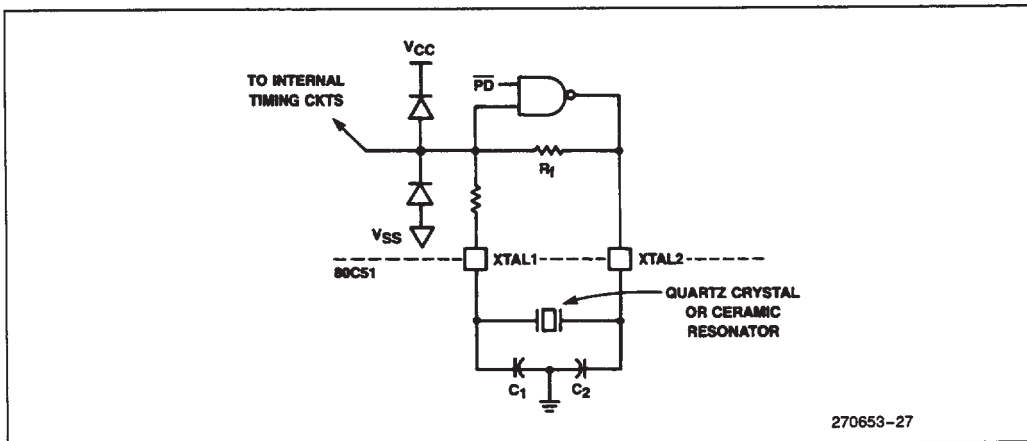 VCC
TO INTERNAL
TIMING CKTS
PD
Rf
VSS
80C51
XTAL1
XTAL2
QUARTZ CRYSTAL
OR CERAMIC
RESONATOR
C1
C2
270653-27